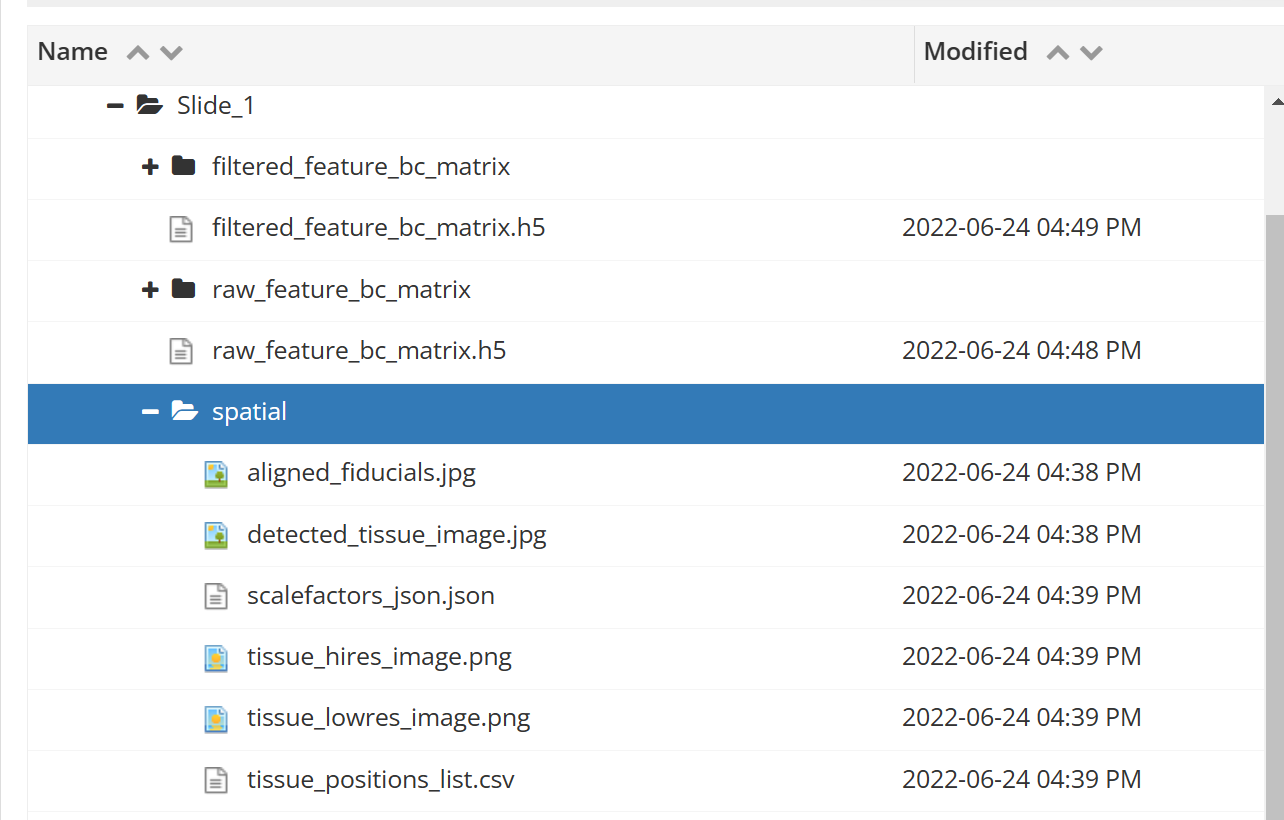 Name Modified
Slide_1
filtered_feature_bc_matrix
filtered_feature_bc_matrix.h5 2022-06-24 04:49 PM
raw_feature_bc_matrix
raw_feature_bc_matrix.h5 2022-06-24 04:48 PM
spatial
aligned_fiducials.jpg 2022-06-24 04:38 PM
detected_tissue_image.jpg 2022-06-24 04:38 PM
scalefactors_json.json 2022-06-24 04:39 PM
tissue_hires_image.png 2022-06-24 04:39 PM
tissue_lowres_image.png 2022-06-24 04:39 PM
tissue_positions_list.csv 2022-06-24 04:39 PM